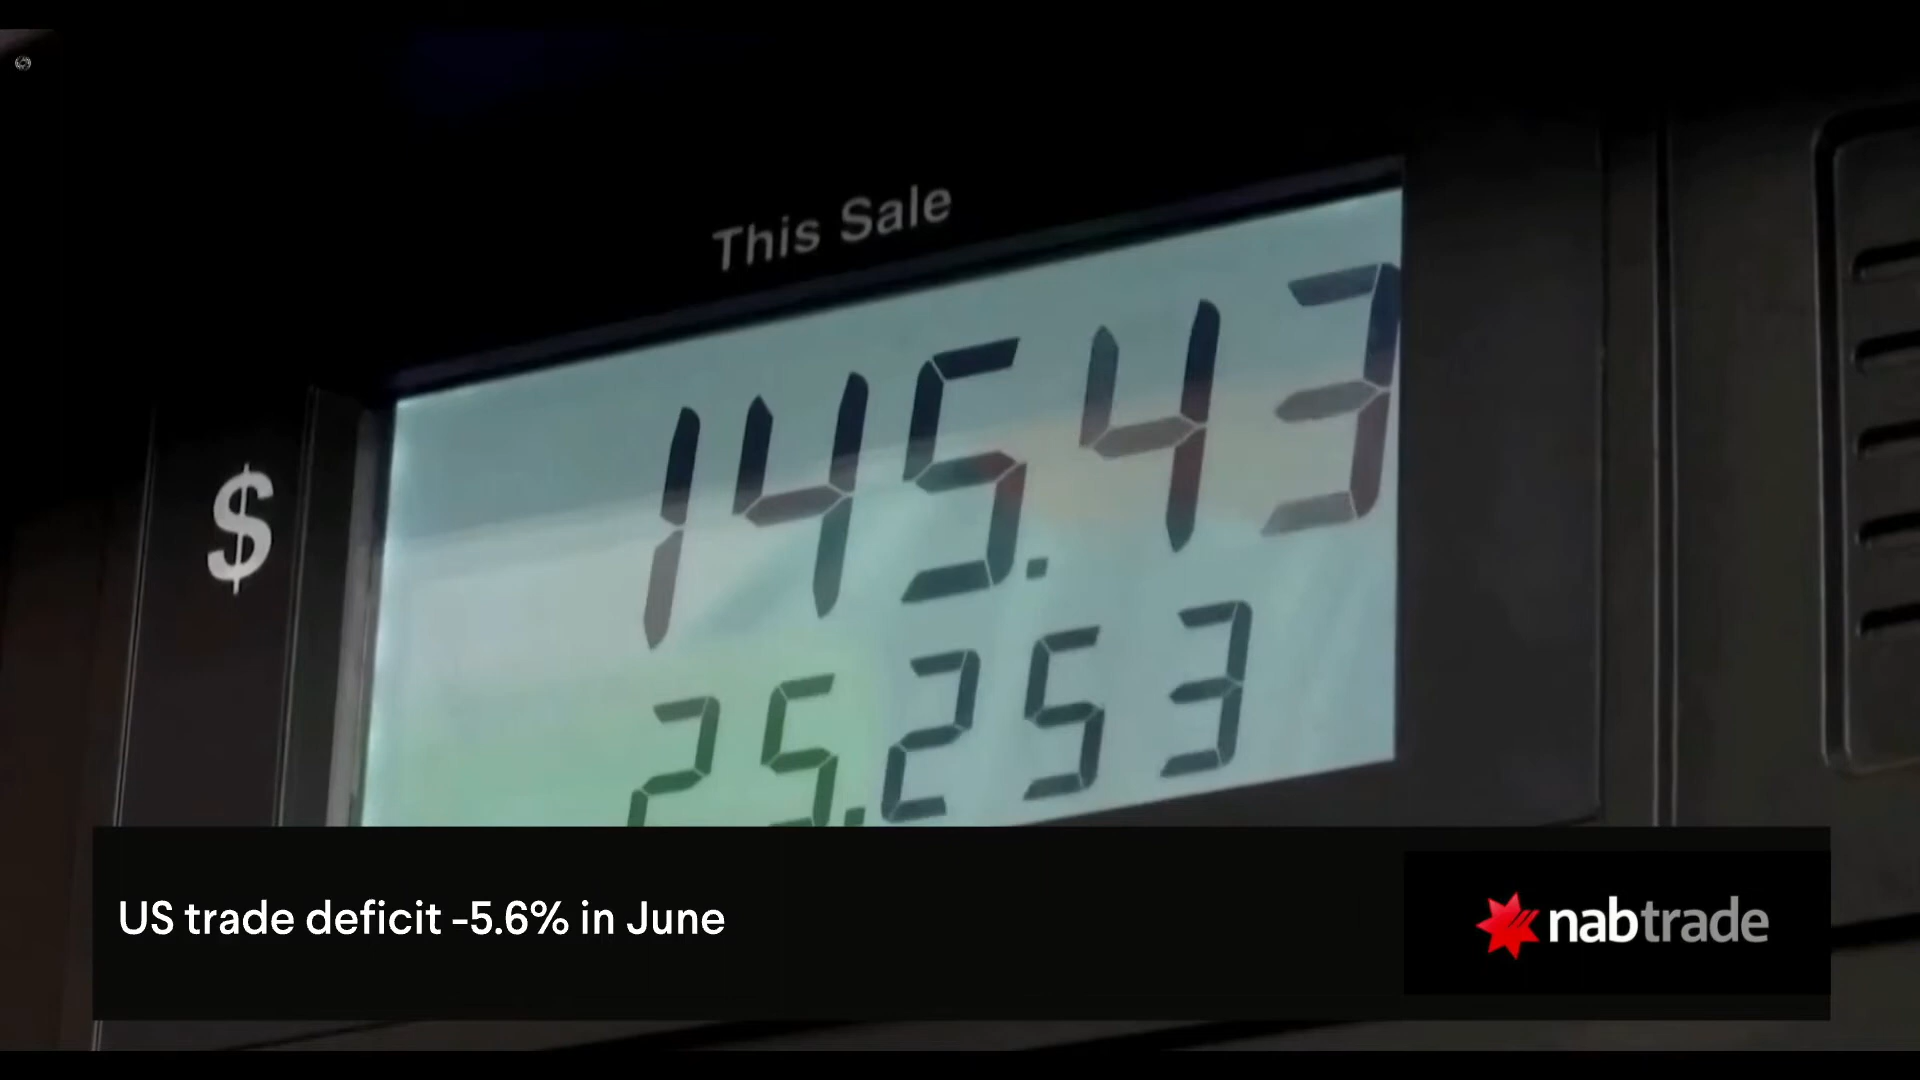 This Sale
$
145.43
25.253
US trade deficit -5.6% in June
nabtrade